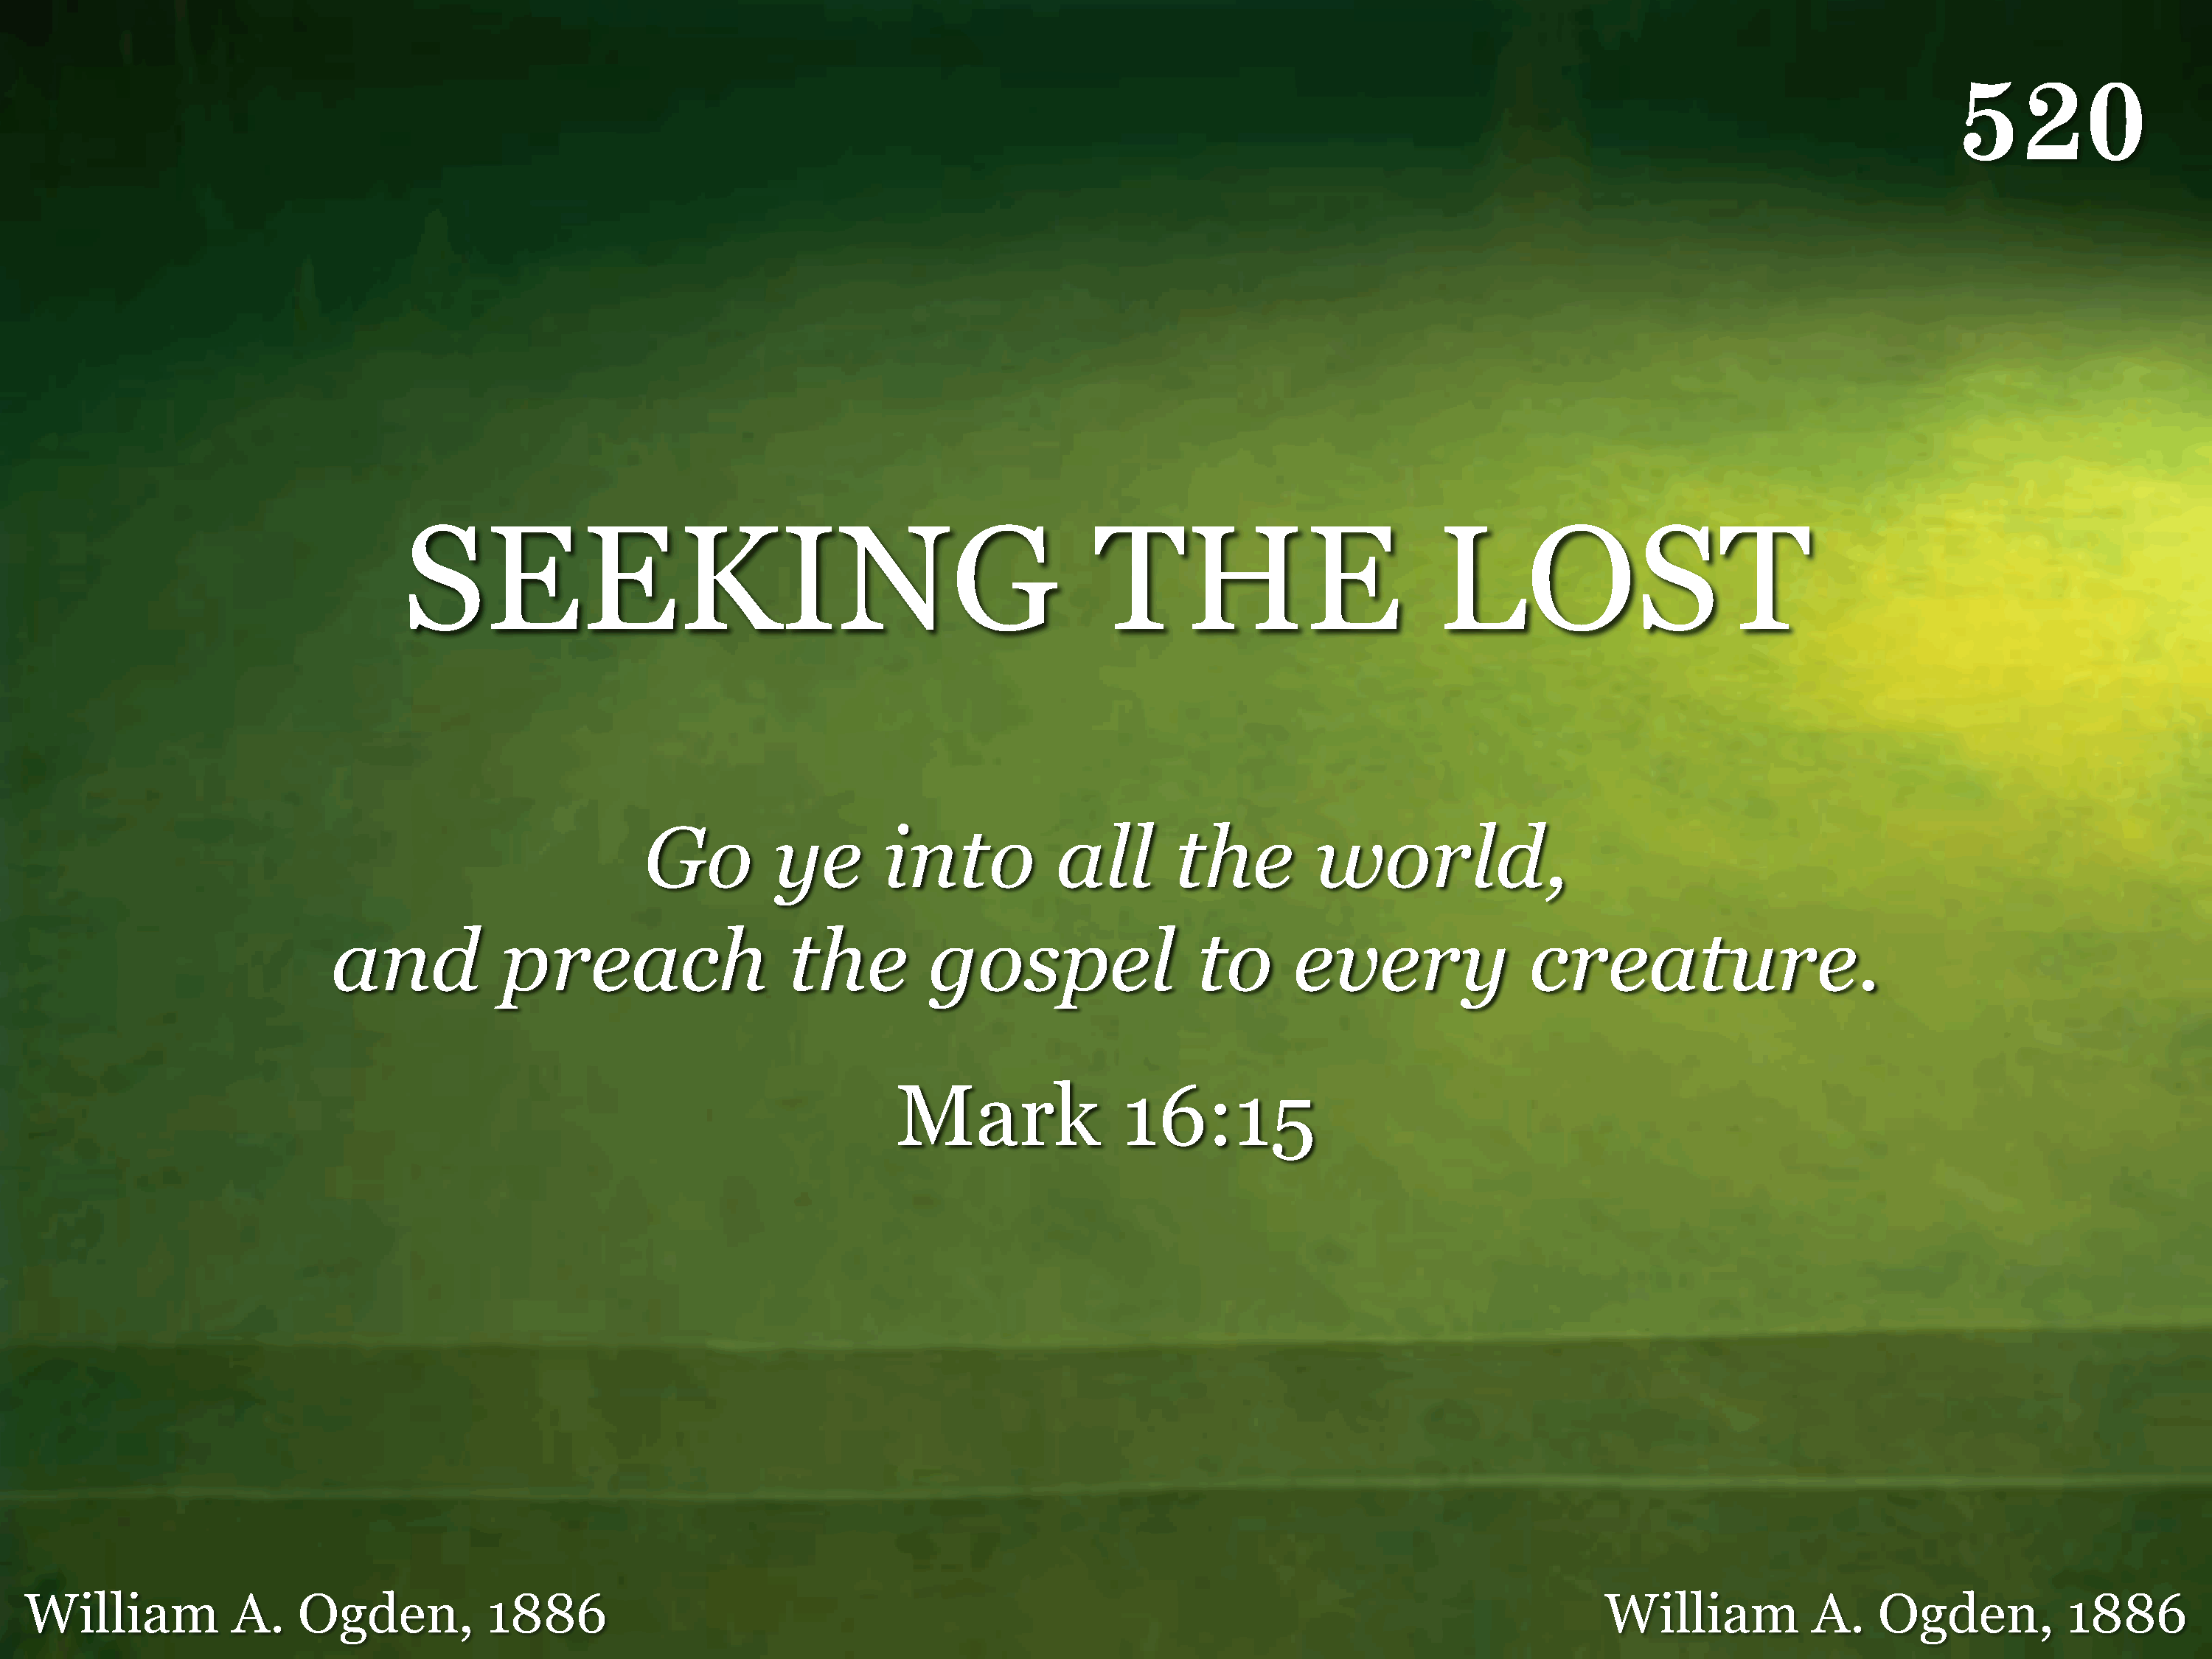 520
SEEKING THE LOST
Go ye into all the world,
and preach the gospel to every creature.
Mark 16:15
William A. Ogden, 1886
William A. Ogden, 1886